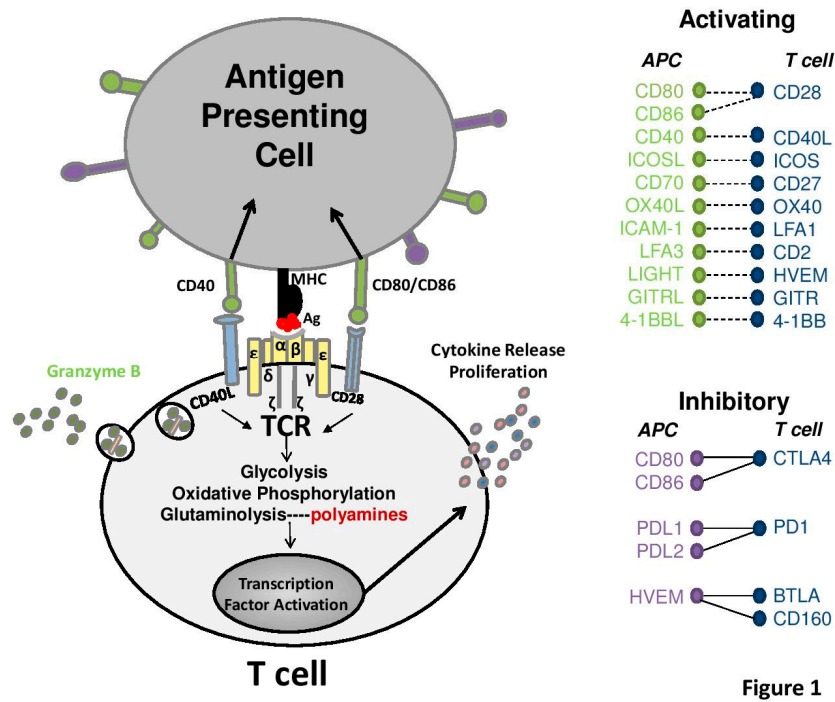 Antigen
Presenting
Cell
CD40
MHC
CD80/CD86
Ag
ε
α
β
ε
δ
γ
Granzyme B
CD40L
ζ
ζ
CD28
TCR
Cytokine Release
Proliferation
Glycolysis
Oxidative Phosphorylation
Glutaminolysis----polyamines
Transcription
Factor Activation
T cell
Activating
APC T cell
CD80 CD28
CD86
CD40 CD40L
ICOSL ICOS
CD70 CD27
OX40L OX40
ICAM-1 LFA1
LFA3 CD2
LIGHT HVEM
GITRL GITR
4-1BBL 4-1BB
Inhibitory
APC T cell
CD80 CTLA4
CD86
PDL1 PD1
PDL2
HVEM BTLA
CD160
Figure 1